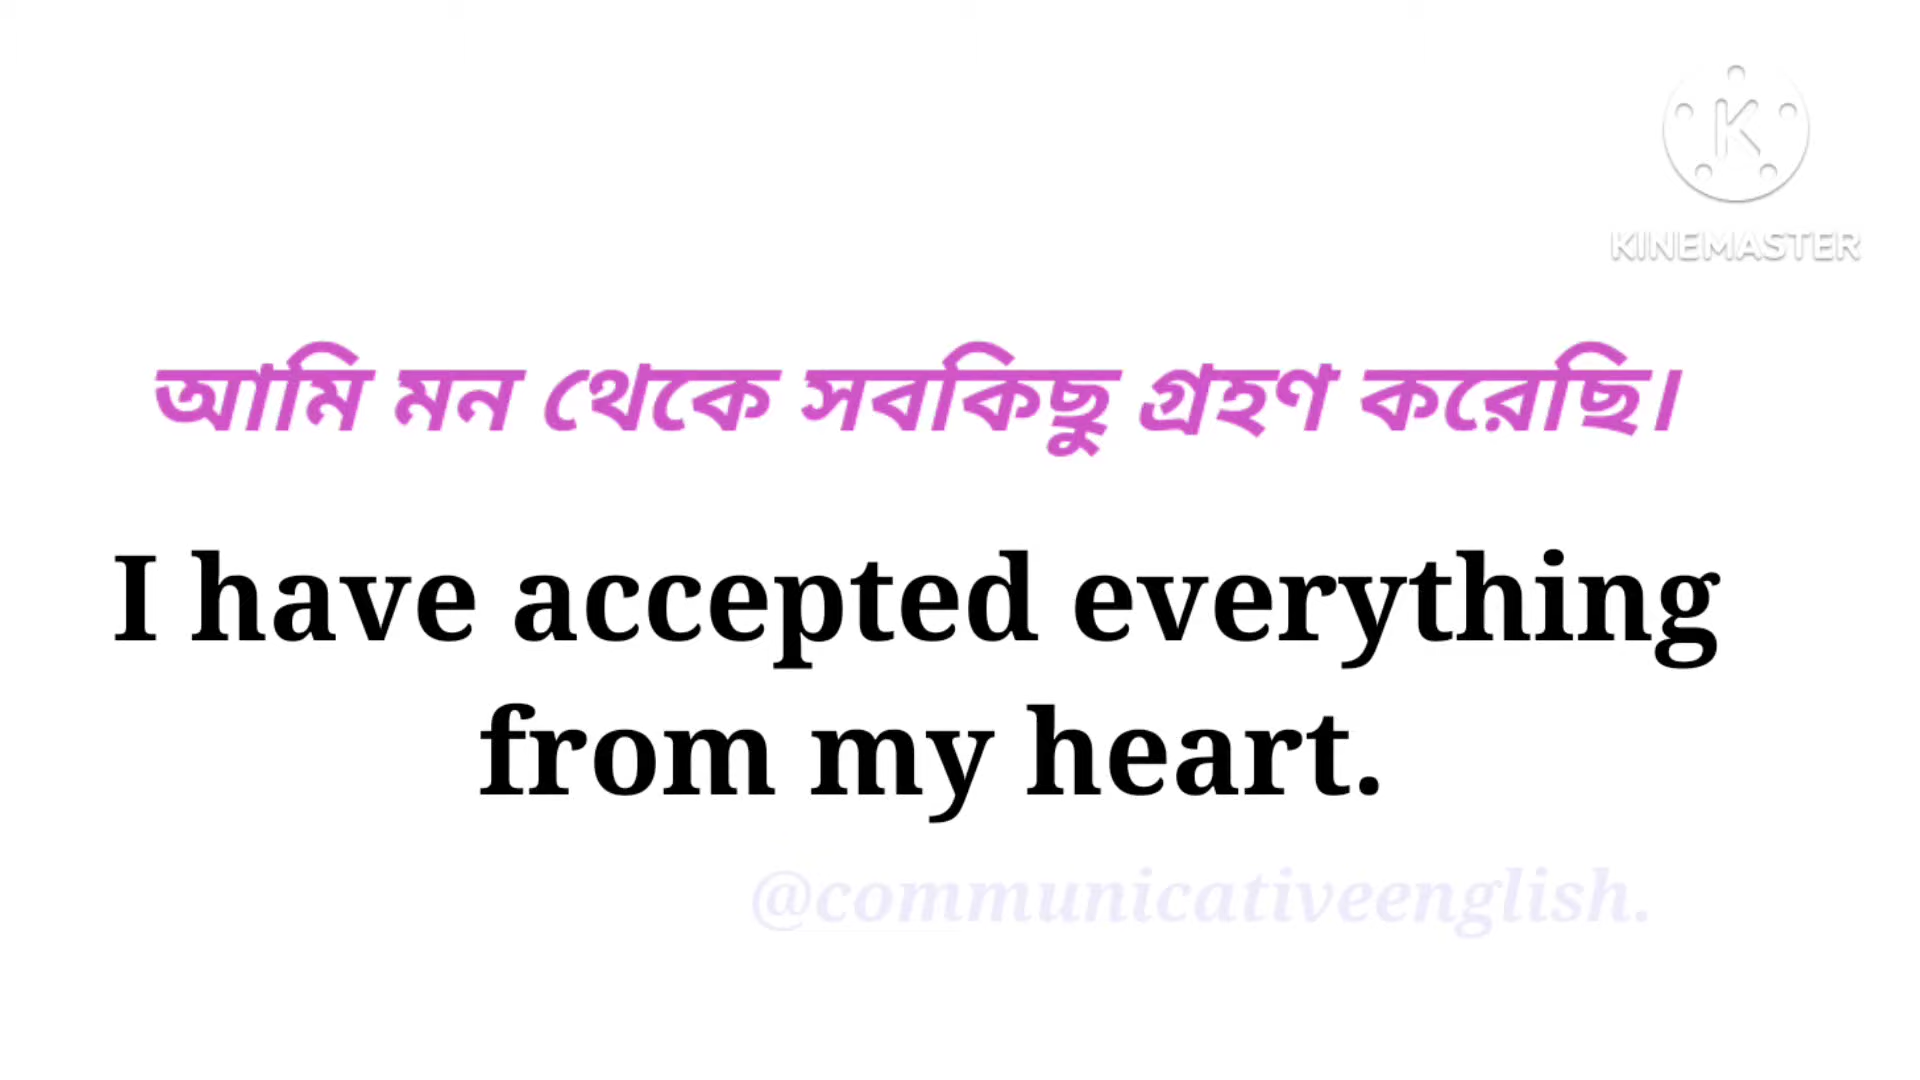 KINEMASTER
আমি মন থেকে সবকিছু গ্রহণ করেছি।
I have accepted everything
from my heart.
@communicativeenglish.